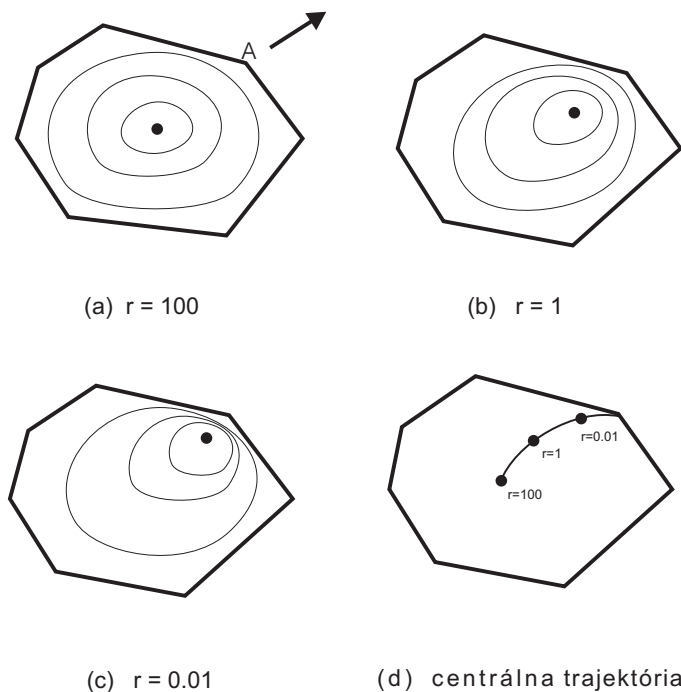 A
(a) r = 100
(b) r = 1
r=0.01
r=1
r=100
(c) r = 0.01
(d) centrálna trajektória